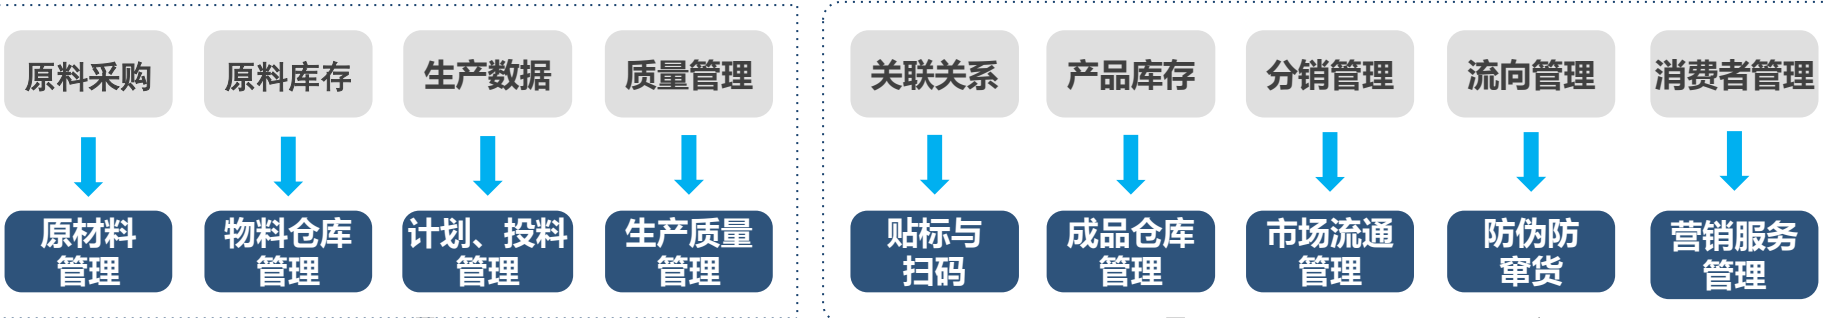 原料采购
原料库存
生产数据
质量管理
关联关系
产品库存
分销管理
流向管理
消费者管理
原材料
管理
物料仓库
管理
计划、投料
管理
生产质量
管理
贴标与
扫码
成品仓库
管理
市场流通
管理
防伪防
窜货
营销服务
管理